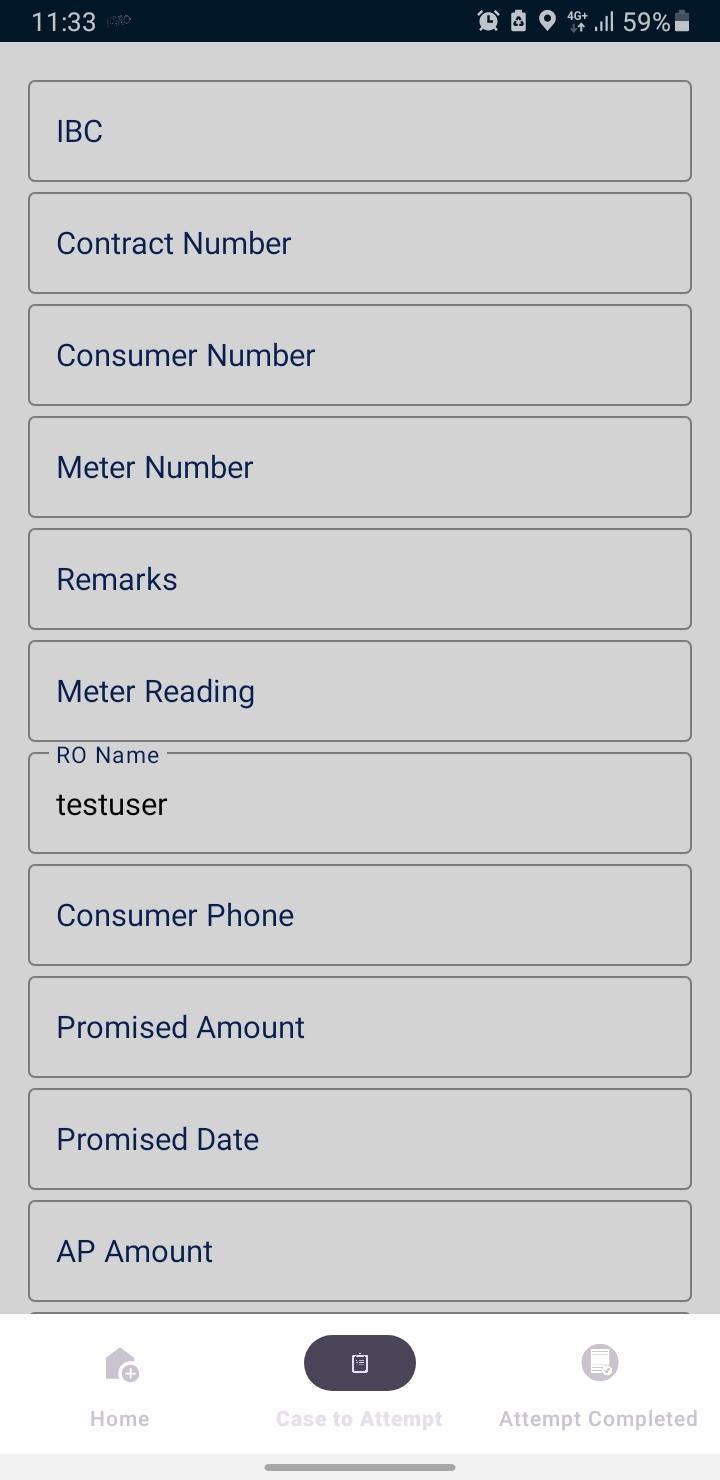 11:33
4G+
59%
IBC
Contract Number
Consumer Number
Meter Number
Remarks
Meter Reading
RO Name
testuser
Consumer Phone
Promised Amount
Promised Date
AP Amount
Home
Case to Attempt
Attempt Completed